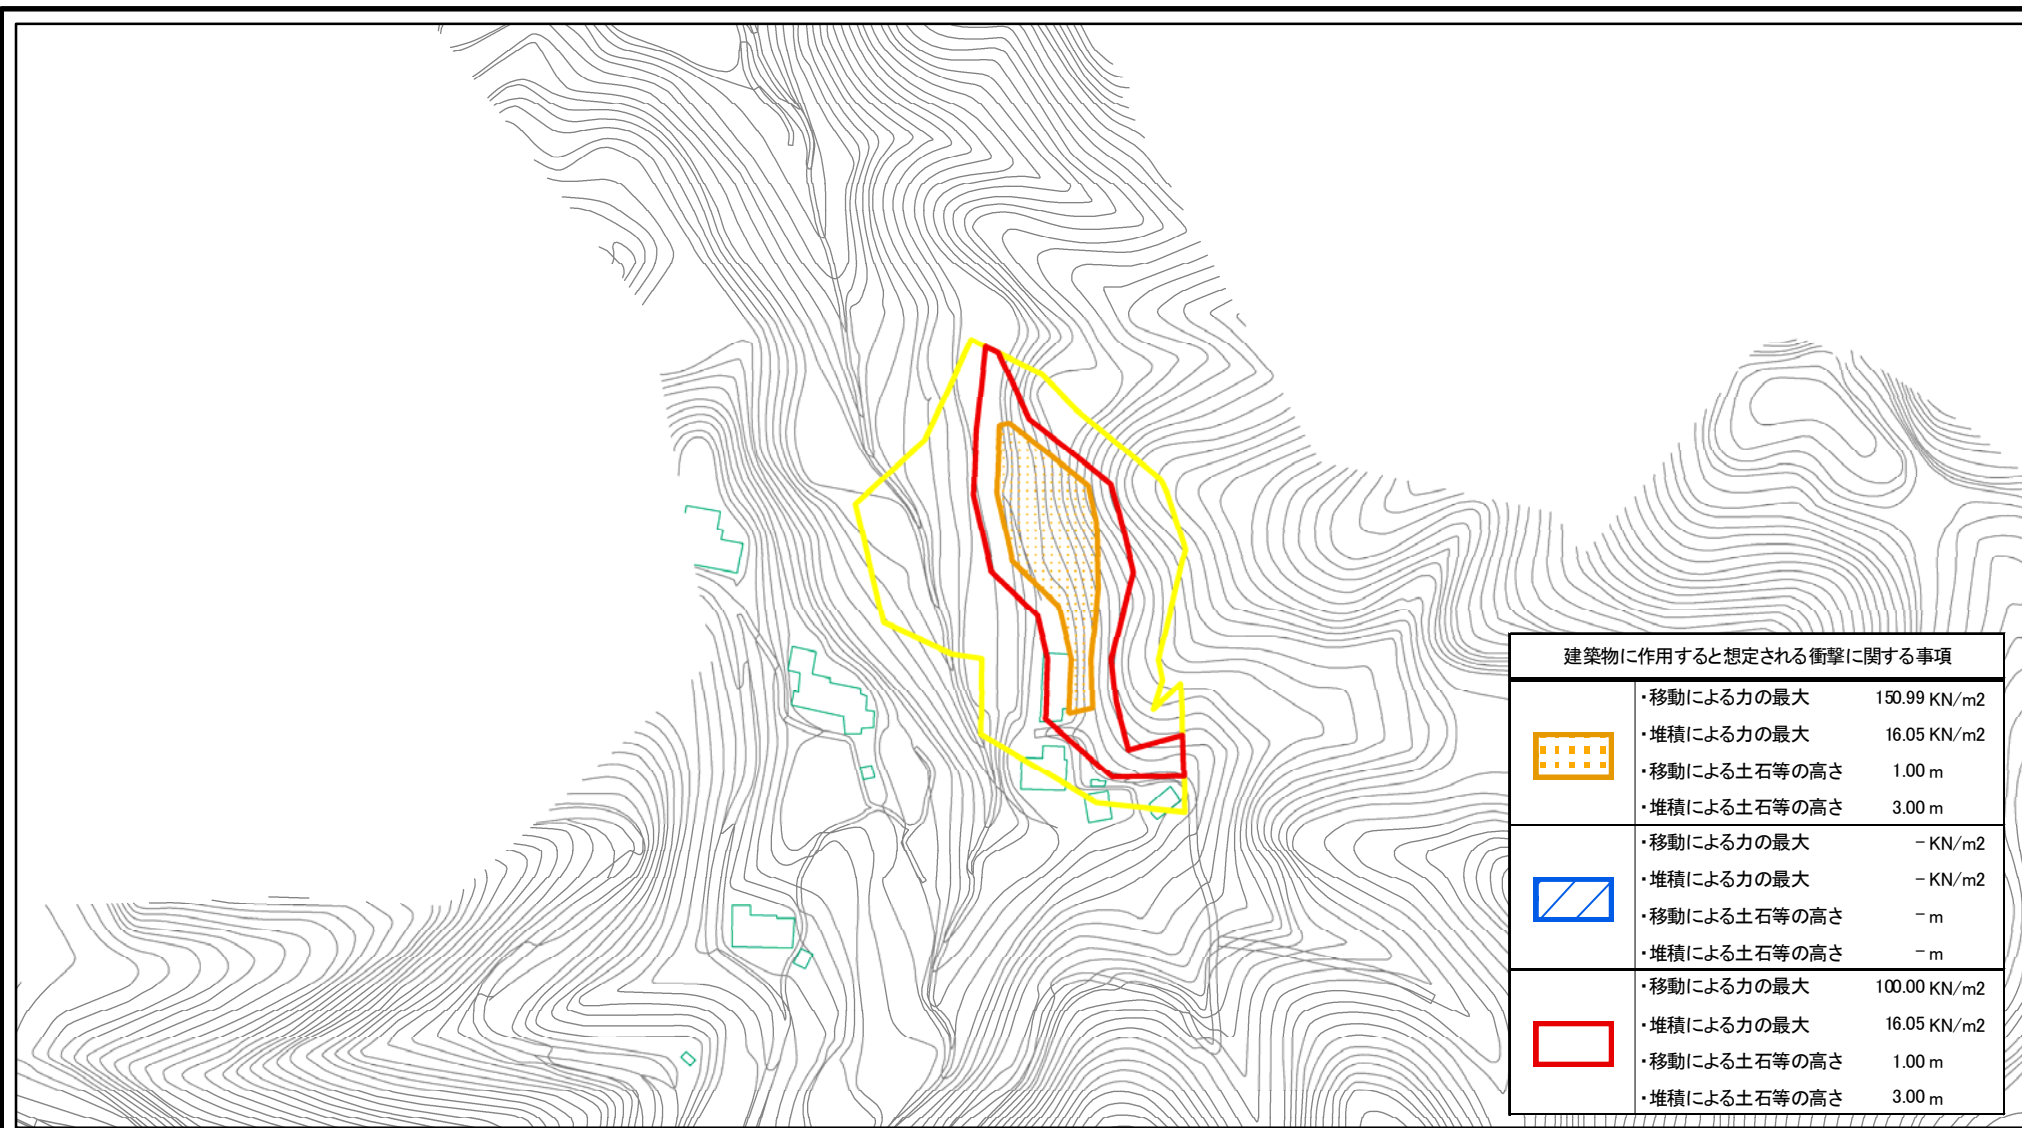 建築物に作用すると想定される衝撃に関する事項
・移動による力の最大 150.99 KN/m2
・堆積による力の最大 16.05 KN/m2
・移動による土石等の高さ 1.00 m
・堆積による土石等の高さ 3.00 m
・移動による力の最大 - KN/m2
・堆積による力の最大 - KN/m2
・移動による土石等の高さ - m
・堆積による土石等の高さ - m
・移動による力の最大 100.00 KN/m2
・堆積による力の最大 16.05 KN/m2
・移動による土石等の高さ 1.00 m
・堆積による土石等の高さ 3.00 m